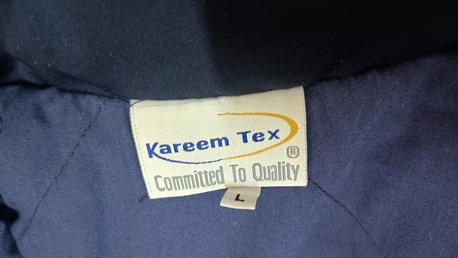 Kareem Tex
®
Committed To Quality
L